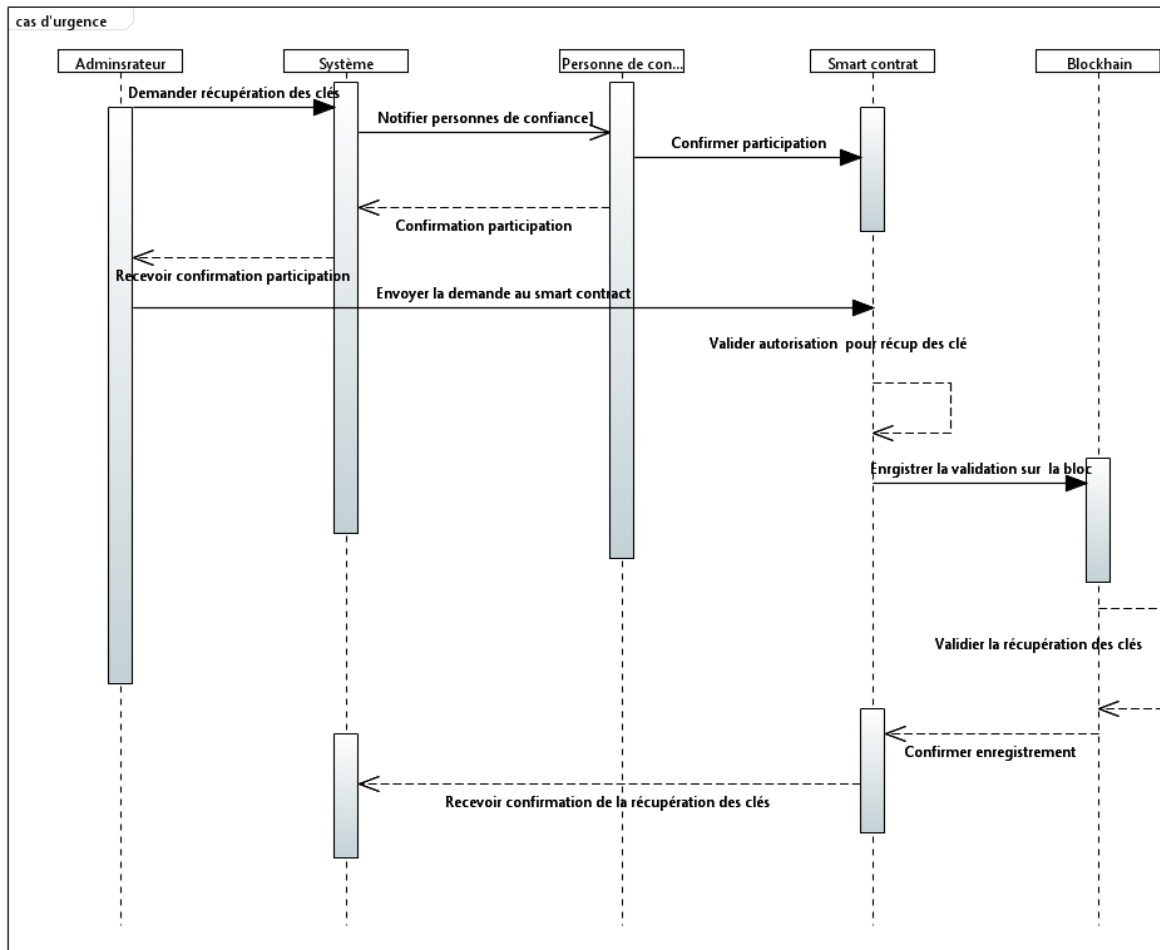 cas d'urgence
Adminsrateur
Système
Personne de con...
Smart contrat
Blockhain
Demander récupération des clés
Notifier personnes de confiance]
Confirmer participation
Confirmation participation
Recevoir confirmation participation
Envoyer la demande au smart contract
Valider autorisation pour récup des clé
Enrgistrer la validation sur la bloc
Validier la récupération des clés
Confirmer enregistrement
Recevoir confirmation de la récupération des clés